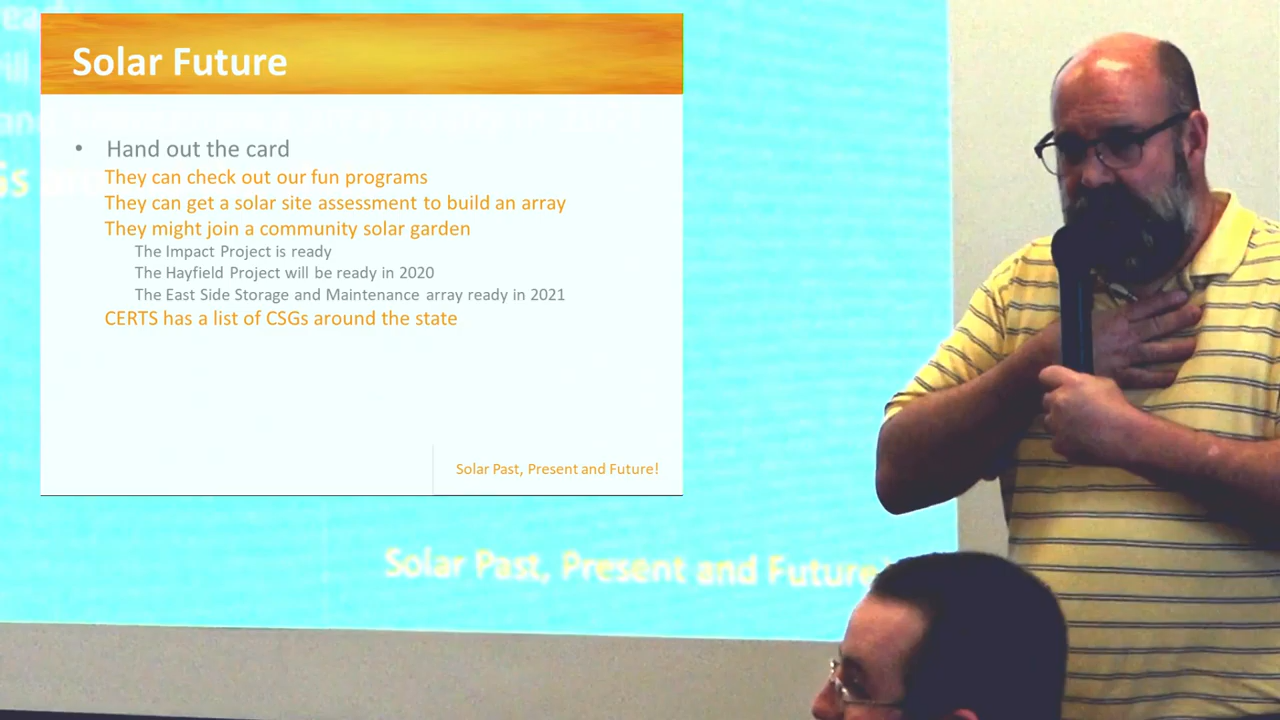 Solar Future
• Hand out the card
They can check out our fun programs
They can get a solar site assessment to build an array
They might join a community solar garden
The Impact Project is ready
The Hayfield Project will be ready in 2020
The East Side Storage and Maintenance array ready in 2021
CERTS has a list of CSGs around the state
Solar Past, Present and Future!
Solar Past, Present and Future